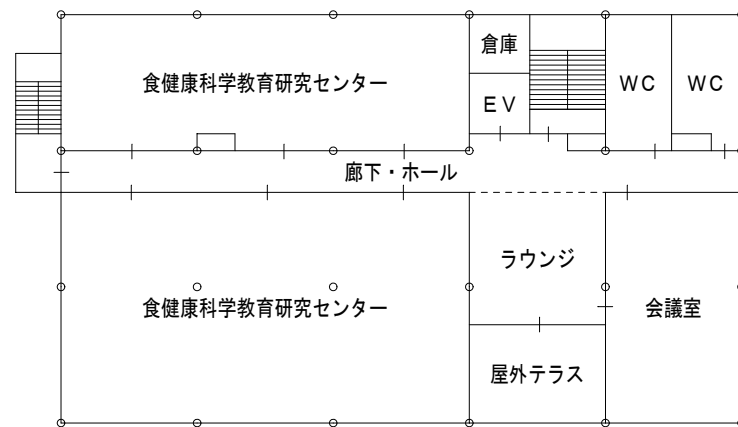 倉庫
食健康科学教育研究センター
ＥＶ
ＷＣ
ＷＣ
廊下・ホール
ラウンジ
食健康科学教育研究センター
会議室
屋外テラス